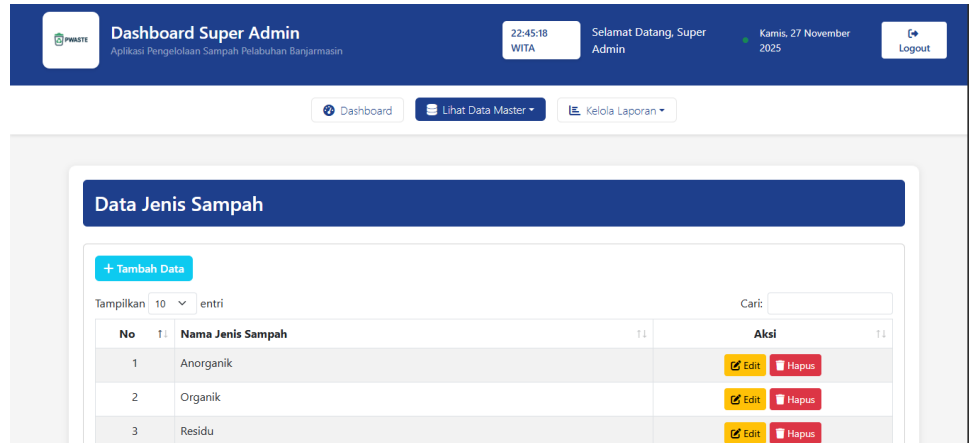 PWASTE
Dashboard Super Admin
Aplikasi Pengelolaan Sampah Pelabuhan Banjarmasin
22:45:18
WITA
Selamat Datang, Super
Admin
Kamis, 27 November
2025
Logout
Dashboard
Lihat Data Master
Kelola Laporan
Data Jenis Sampah
+ Tambah Data
Tampilkan 10 entri
Cari:
No Nama Jenis Sampah Aksi
1 Anorganik Edit Hapus
2 Organik Edit Hapus
3 Residu Edit Hapus